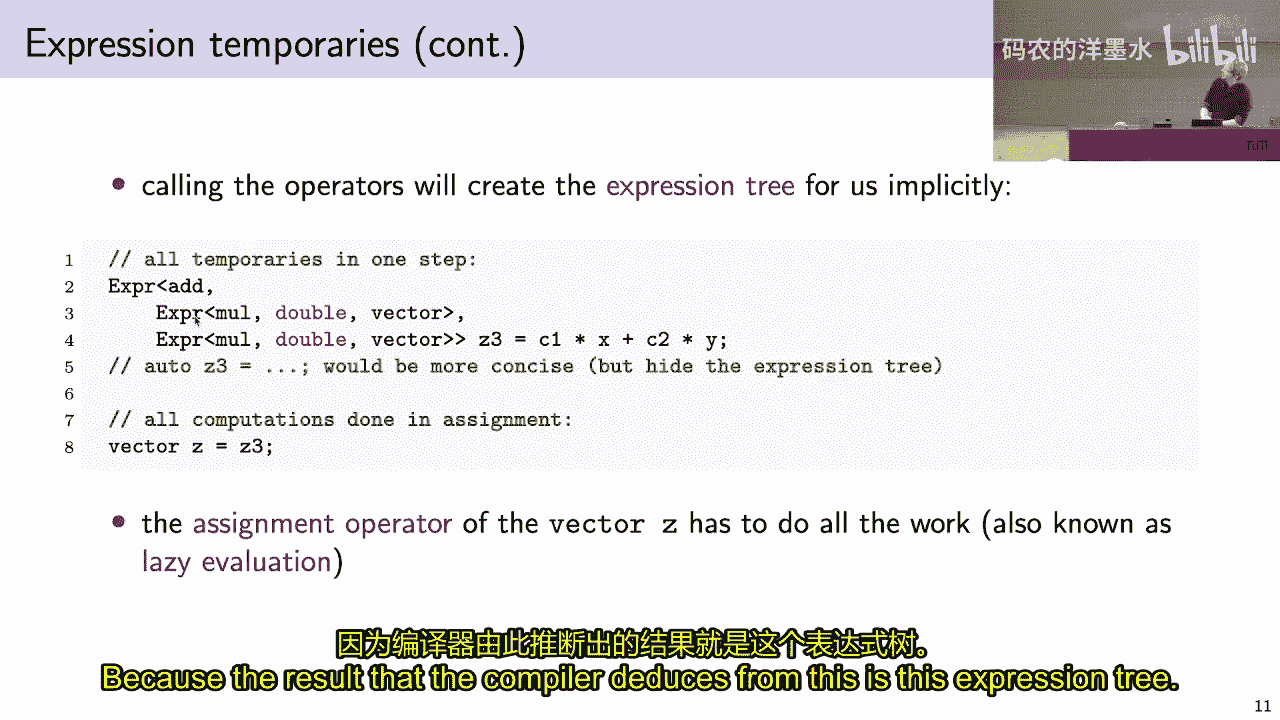 Expression temporaries (cont.)
码农的洋墨水 bilibili
• calling the operators will create the expression tree for us implicitly:
1 // all temporaries in one step:
2 Expr<add,
3 Expr<mul, double, vector>,
4 Expr<mul, double, vector>> z3 = c1 * x + c2 * y;
5 // auto z3 = ...; would be more concise (but hide the expression tree)
6
7 // all computations done in assignment:
8 vector z = z3;
• the assignment operator of the vector z has to do all the work (also known as
lazy evaluation)
因为编译器由此推断出的结果就是这个表达式树。
Because the result that the compiler deduces from this is this expression tree.
11